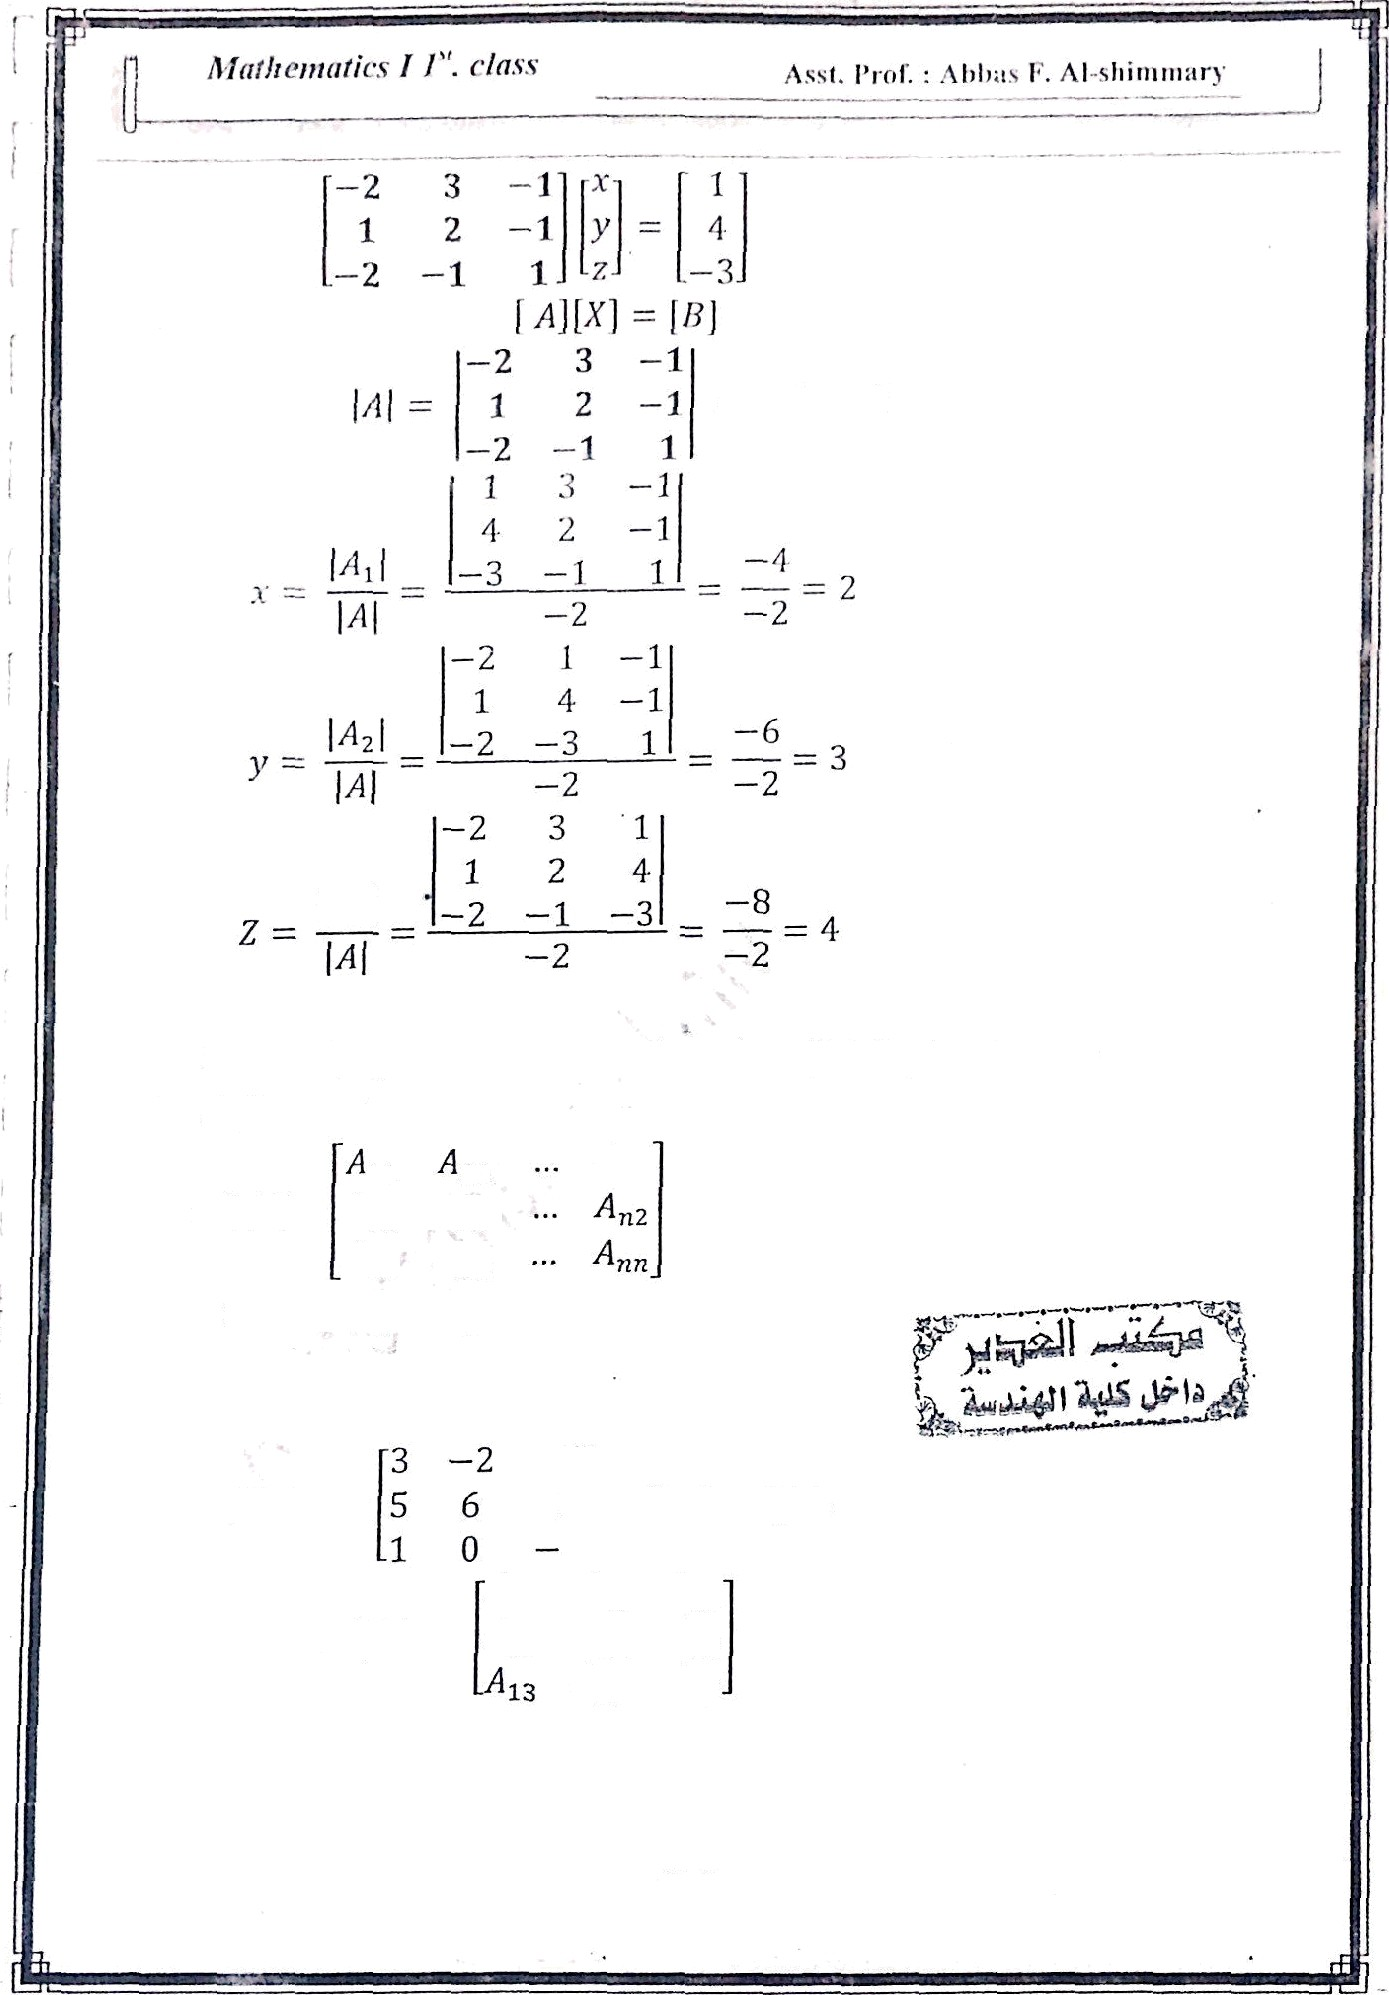 Mathematics I 1st. class
Asst. Prof. : Abbas F. Al-shimmary
[−2 3 −1] [x] = [1]
[1 2 −1] [y] [4]
[−2 −1 1] [z] [−3]
[ A][X] = [B]
|A| = |−2 3 −1|
|1 2 −1|
|−2 −1 1|
|1 3 −1|
|4 2 −1|
|−3 −1 1|
x = |A₁| / |A| = / −2 = −4 / −2 = 2
|−2 1 −1|
|1 4 −1|
|−2 −3 1|
y = |A₂| / |A| = / −2 = −6 / −2 = 3
|−2 3 1|
|1 2 4|
|−2 −1 −3|
Z = / |A| = / −2 = −8 / −2 = 4
[A A ...
... Aₙ₂
... Aₙₙ]
مكتب الغدير
داخل كلية الهندسة
[3 −2
5 6
1 0 −
[ ]
A₁₃